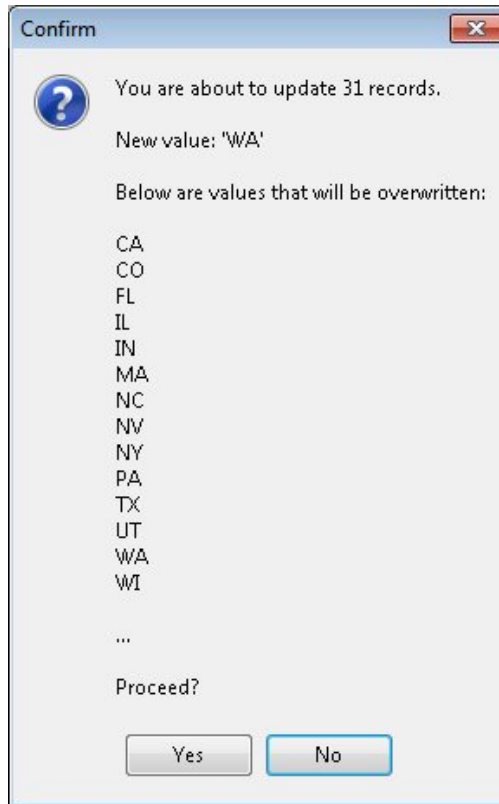 Confirm
You are about to update 31 records.
New value: 'WA'
Below are values that will be overwritten:
CA
CO
FL
IL
IN
MA
NC
NV
NY
PA
TX
UT
WA
WI
...
Proceed?
Yes
No